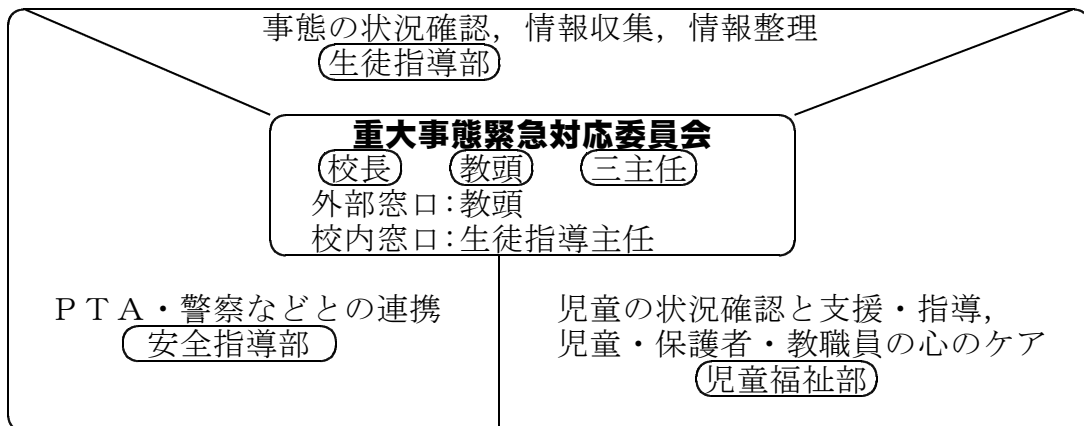 事態の状況確認，情報収集，情報整理
生徒指導部
重大事態緊急対応委員会
校長 教頭 三主任
外部窓口：教頭
校内窓口：生徒指導主任
ＰＴＡ・警察などとの連携
安全指導部
児童の状況確認と支援・指導，
児童・保護者・教職員の心のケア
児童福祉部